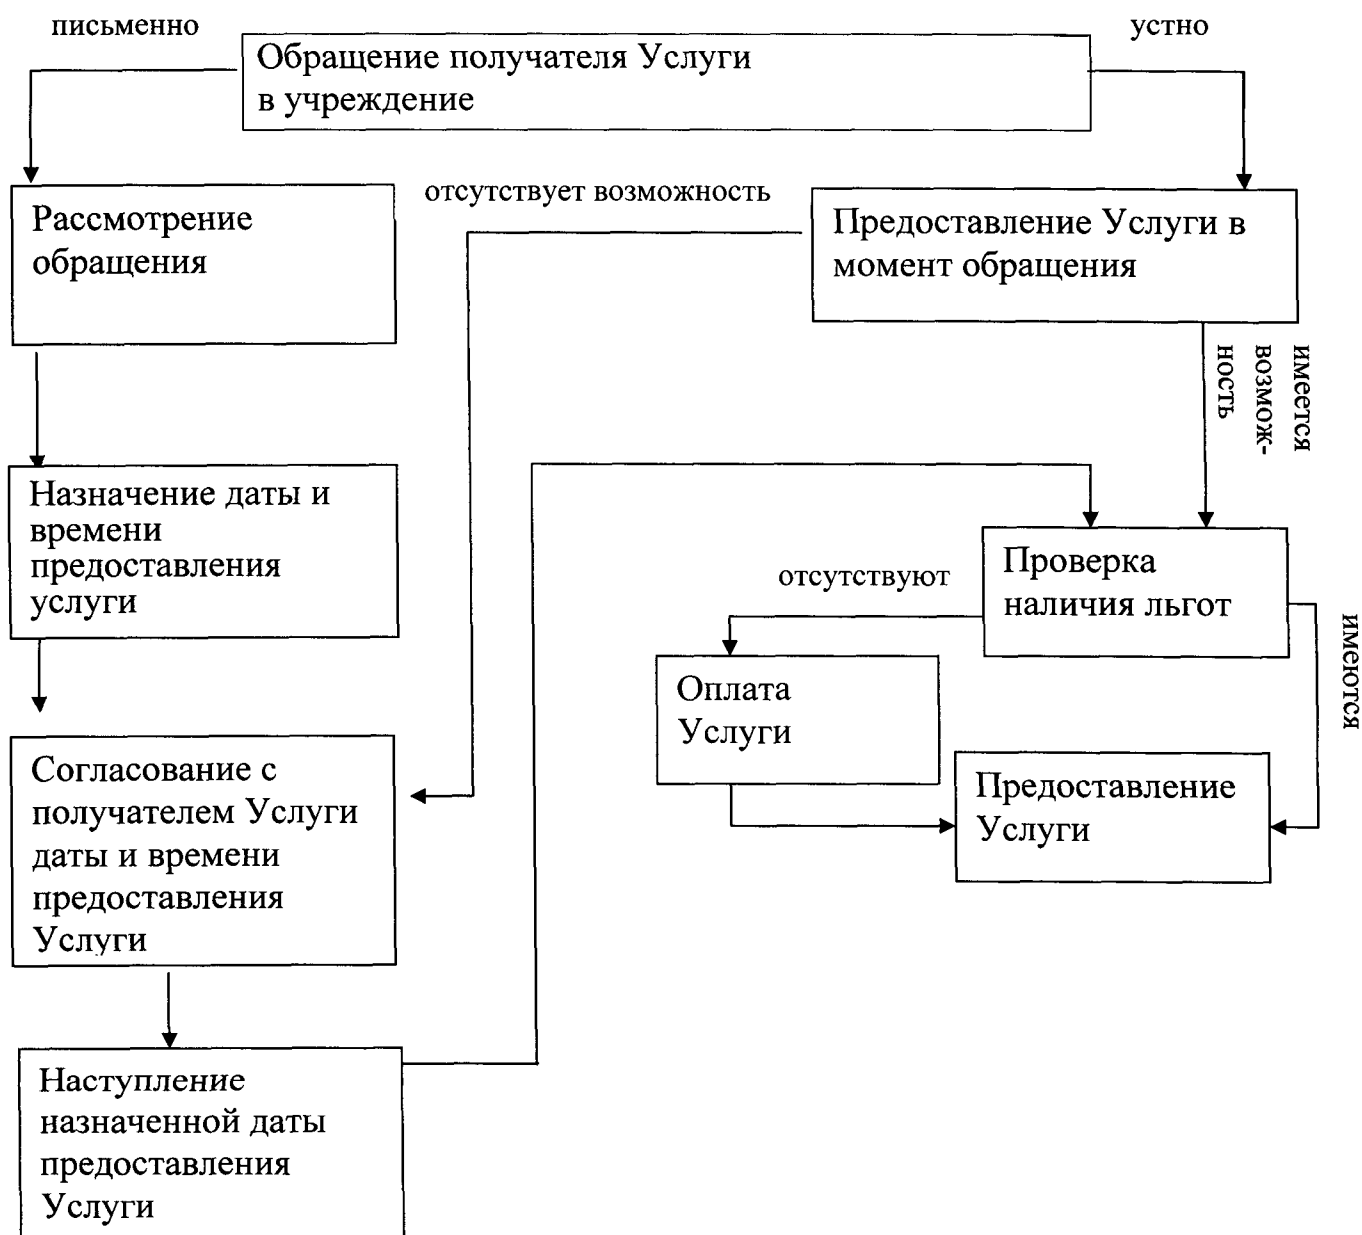 письменно
устно
Обращение получателя Услуги
в учреждение
Рассмотрение
обращения
отсутствует возможность
Предоставление Услуги в
момент обращения
имеется
возмож-
ность
Назначение даты и
времени
предоставления
услуги
Проверка
наличия льгот
отсутствуют
имеются
Оплата
Услуги
Предоставление
Услуги
Согласование с
получателем Услуги
даты и времени
предоставления
Услуги
Наступление
назначенной даты
предоставления
Услуги